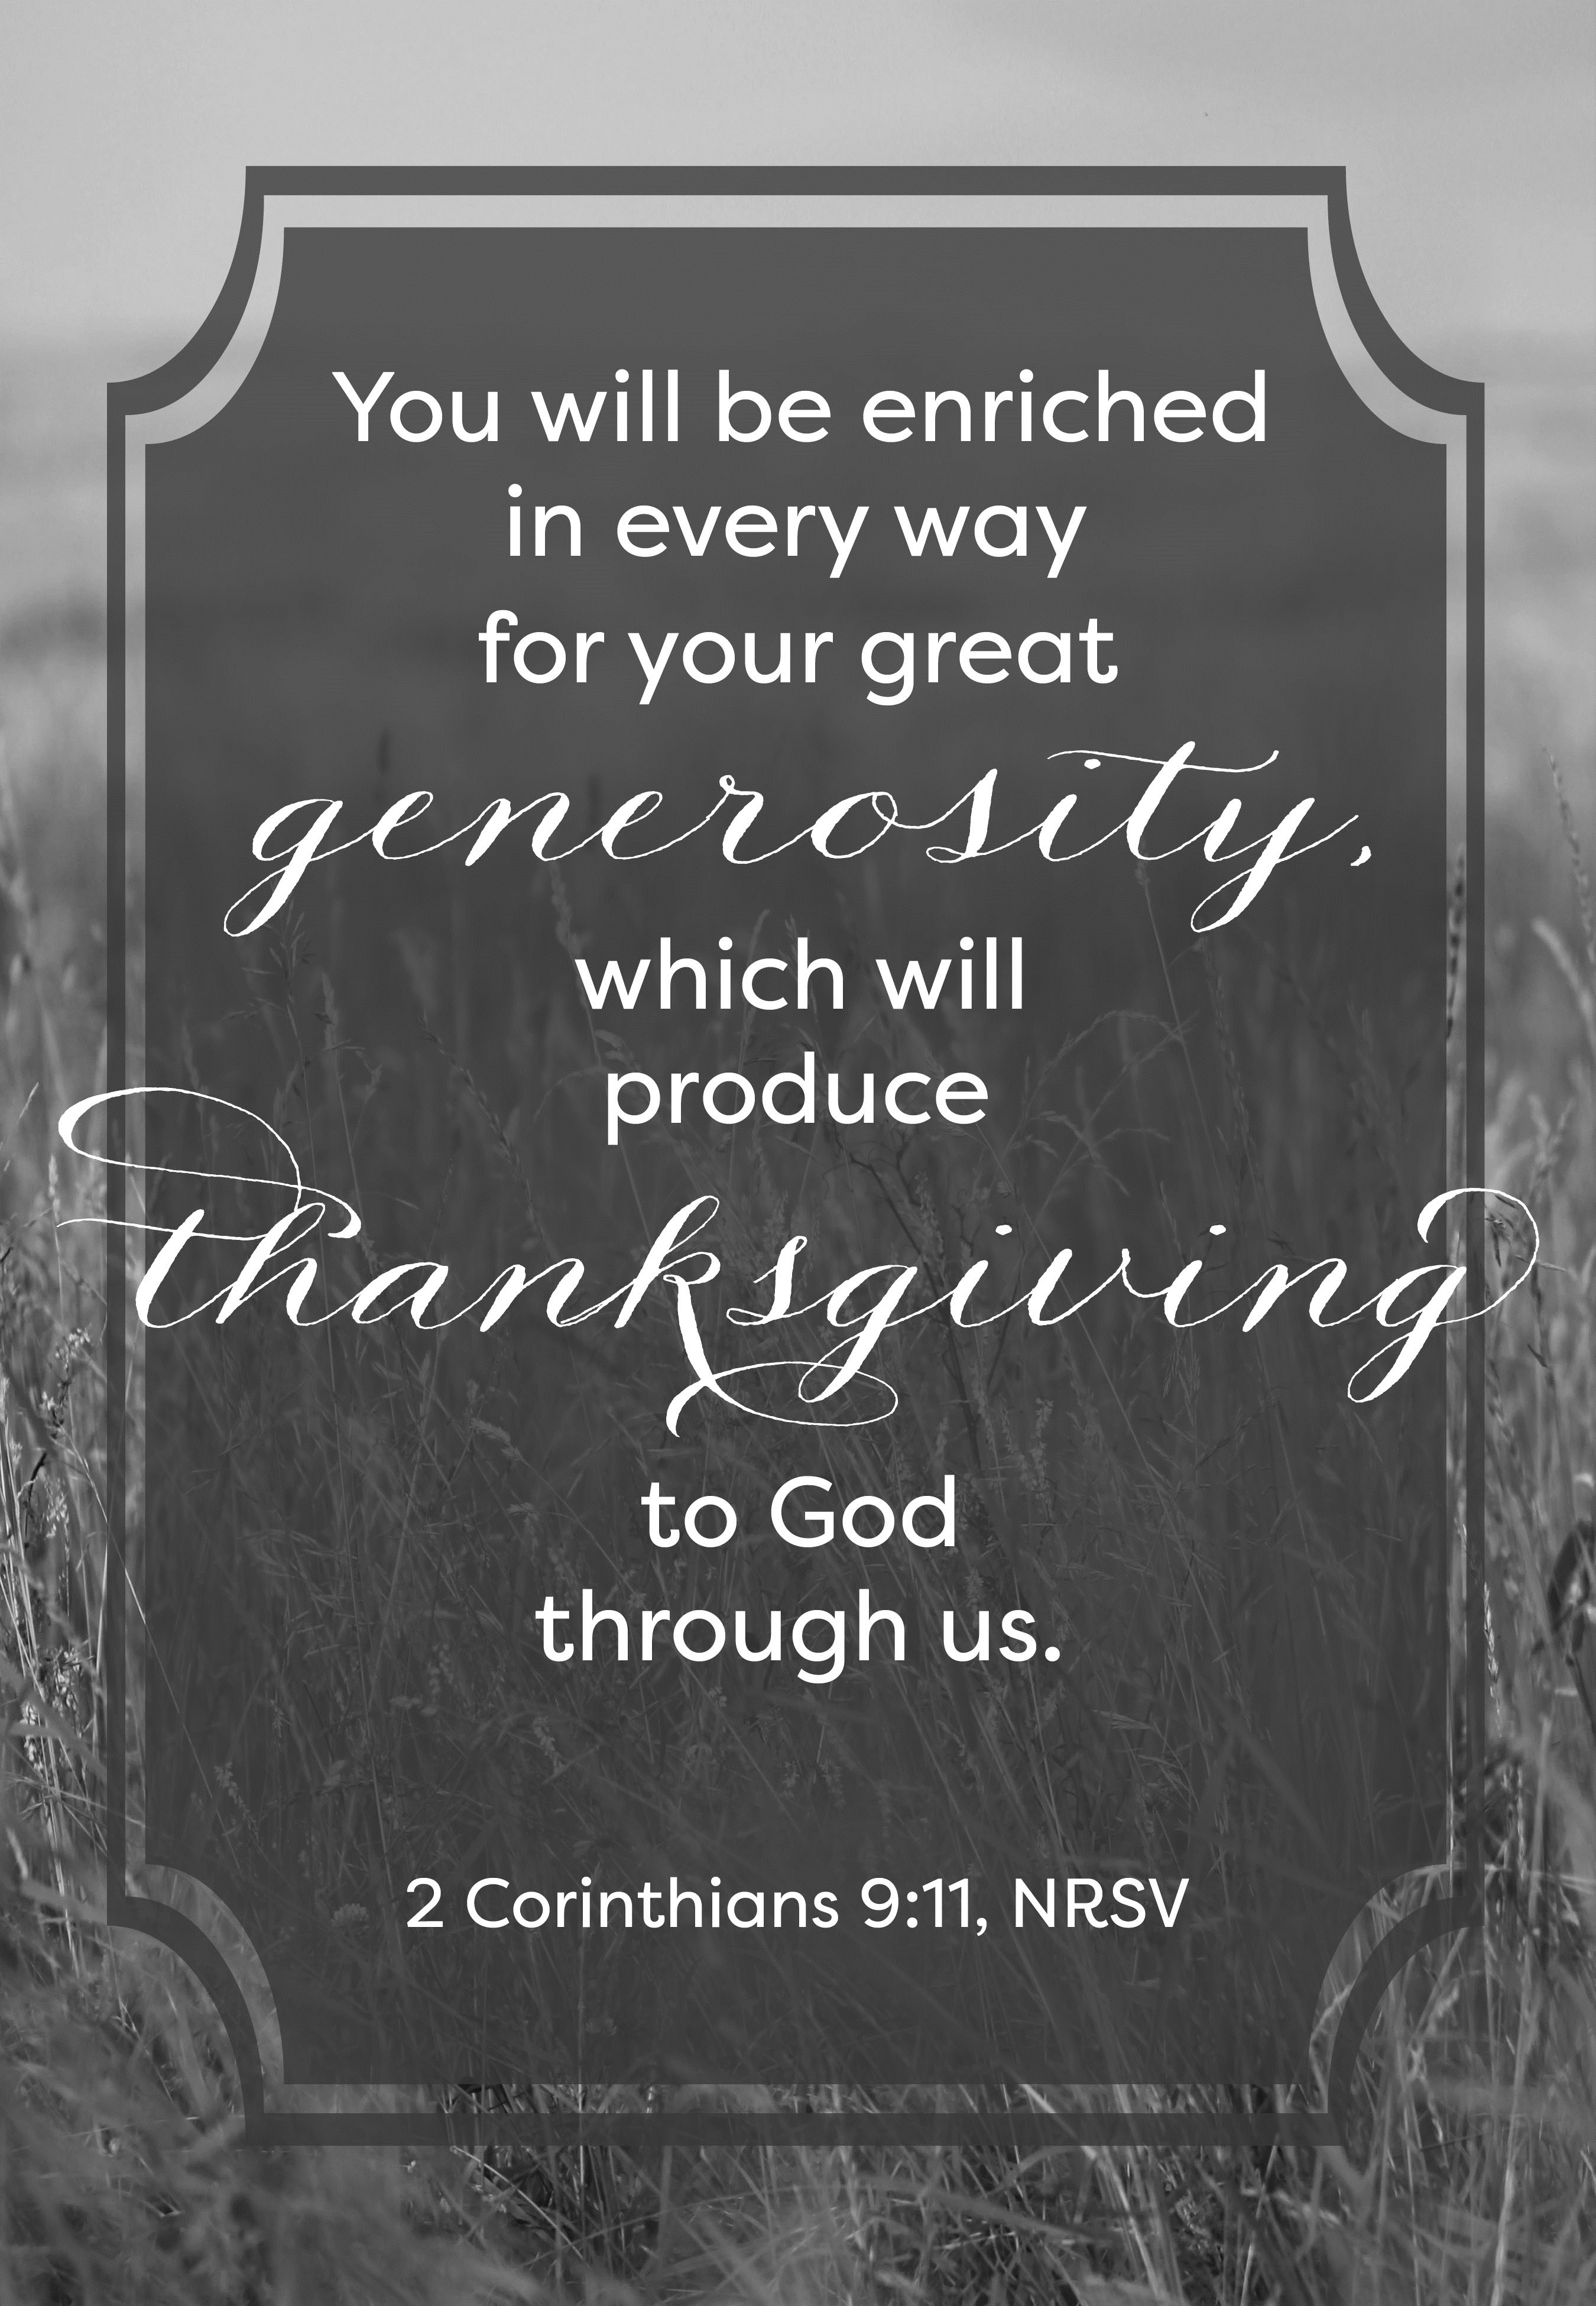 You will be enriched
in every way
for your great
generosity,
which will
produce
thanksgiving
to God
through us.
2 Corinthians 9:11, NRSV